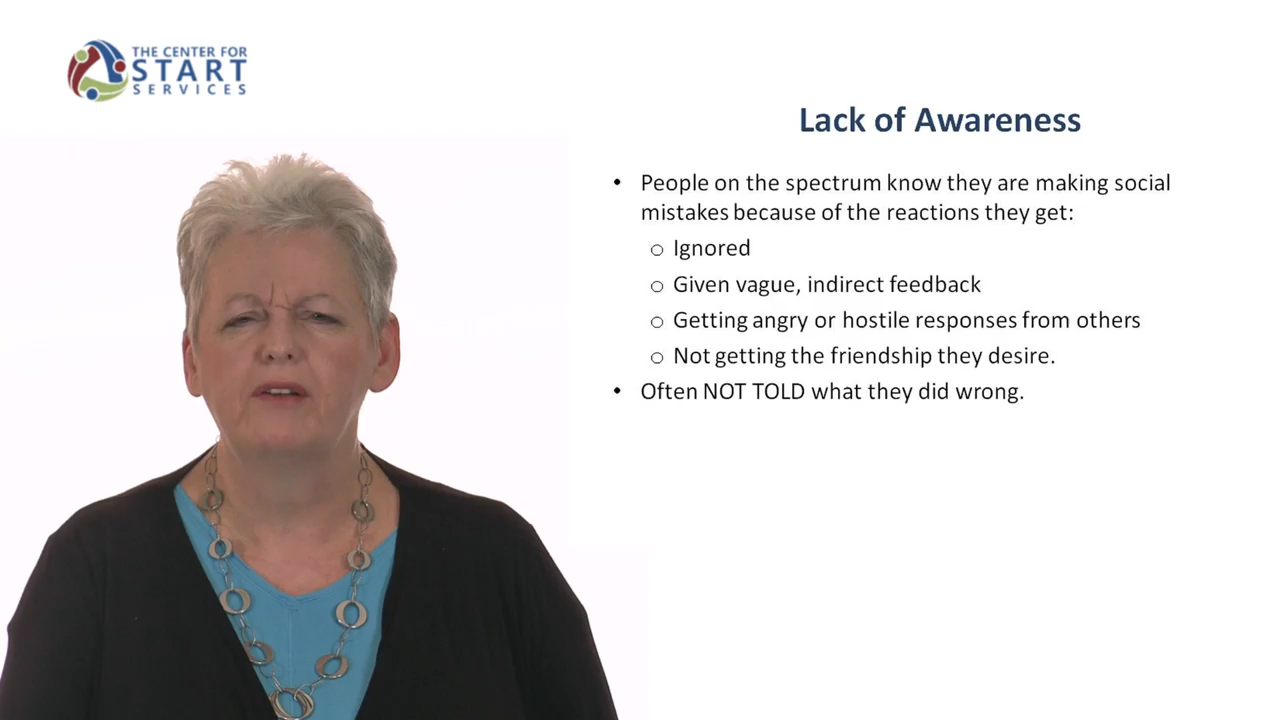 THE CENTER FOR
START
SERVICES
Lack of Awareness
• People on the spectrum know they are making social
mistakes because of the reactions they get:
o Ignored
o Given vague, indirect feedback
o Getting angry or hostile responses from others
o Not getting the friendship they desire.
• Often NOT TOLD what they did wrong.